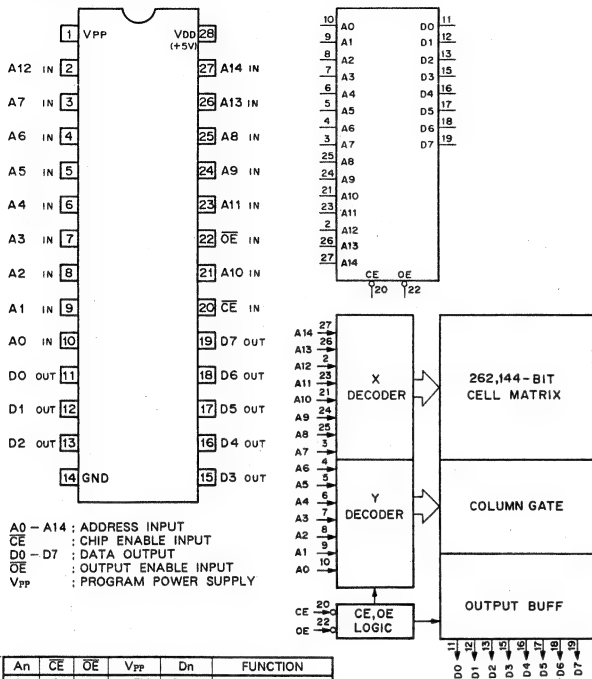 1 VPP VDD 28
(+5V)
A12 IN 2 27 A14 IN
A7 IN 3 26 A13 IN
A6 IN 4 25 A8 IN
A5 IN 5 24 A9 IN
A4 IN 6 23 A11 IN
A3 IN 7 22 OE IN
A2 IN 8 21 A10 IN
A1 IN 9 20 CE IN
A0 IN 10 19 D7 OUT
D0 OUT 11 18 D6 OUT
D1 OUT 12 17 D5 OUT
D2 OUT 13 16 D4 OUT
14 GND 15 D3 OUT
A0 - A14 ; ADDRESS INPUT
CE ; CHIP ENABLE INPUT
D0 - D7 ; DATA OUTPUT
OE ; OUTPUT ENABLE INPUT
VPP ; PROGRAM POWER SUPPLY
10 A0 D0 11
9 A1 D1 12
8 A2 D2 13
7 A3 D3 15
6 A4 D4 16
5 A5 D5 17
4 A6 D6 18
3 A7 D7 19
25 A8
24 A9
21 A10
23 A11
2 A12
26 A13
27 A14
CE OE
20 22
A14 27
A13 26
A12 2
A11 23
A10 21
A9 24
A8 25
A7 3
A6 4
A5 5
A4 6
A3 7
A2 8
A1 9
A0 10
X
DECODER
Y
DECODER
262,144-BIT
CELL MATRIX
COLUMN GATE
OUTPUT BUFF
CE 20
OE 22
CE, OE
LOGIC
11 12 13 15 16 17 18 19
D0 D1 D2 D3 D4 D5 D6 D7
An CE OE VPP Dn FUNCTION